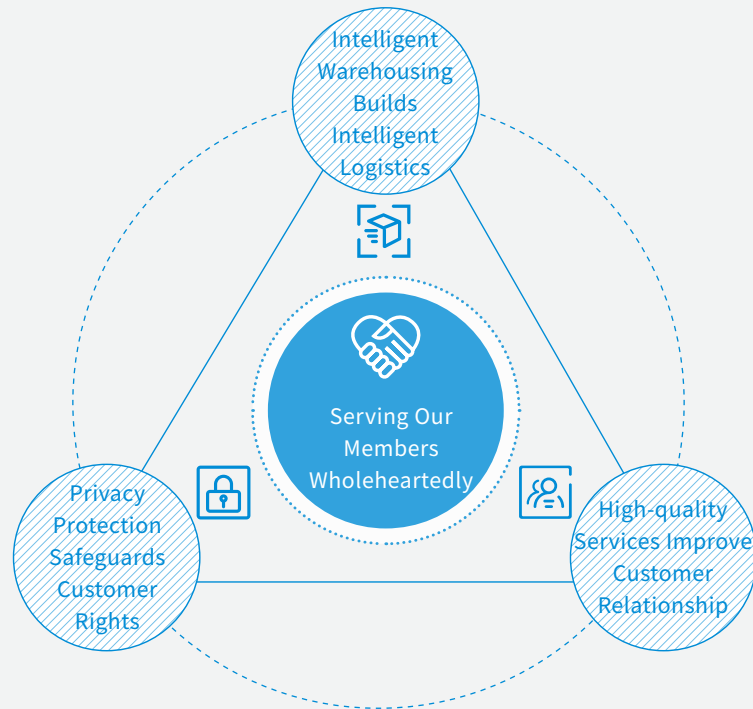 Intelligent
Warehousing
Builds
Intelligent
Logistics
Serving Our
Members
Wholeheartedly
Privacy
Protection
Safeguards
Customer
Rights
High-quality
Services Improve
Customer
Relationship